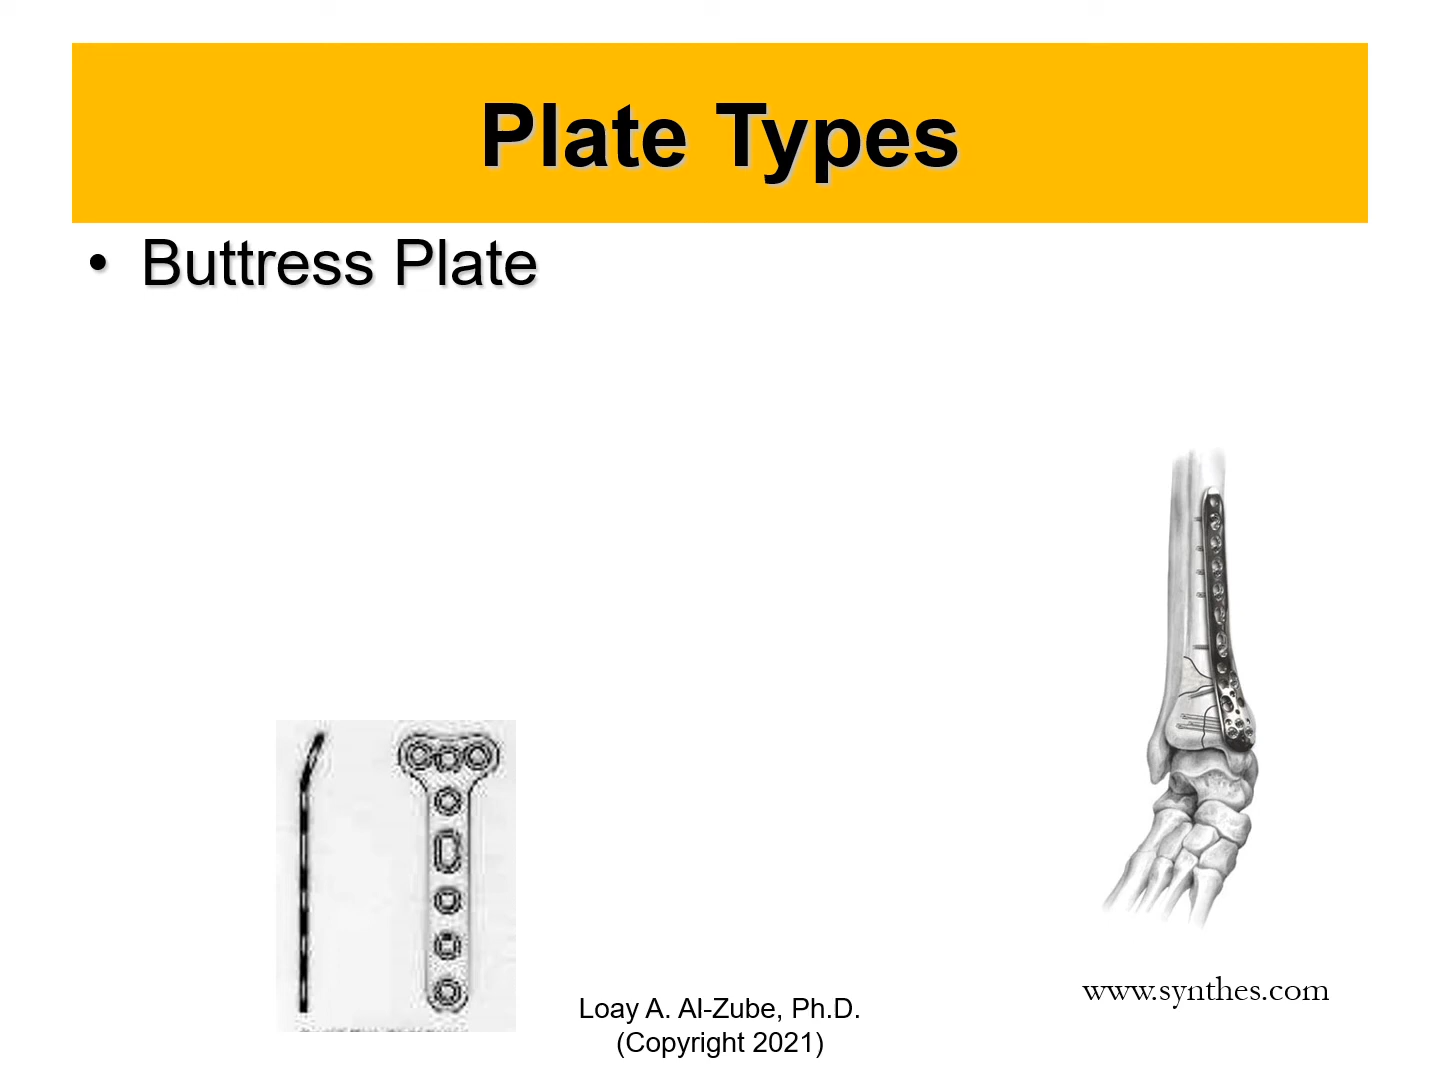 Plate Types
• Buttress Plate
www.synthes.com
Loay A. Al-Zube, Ph.D.
(Copyright 2021)